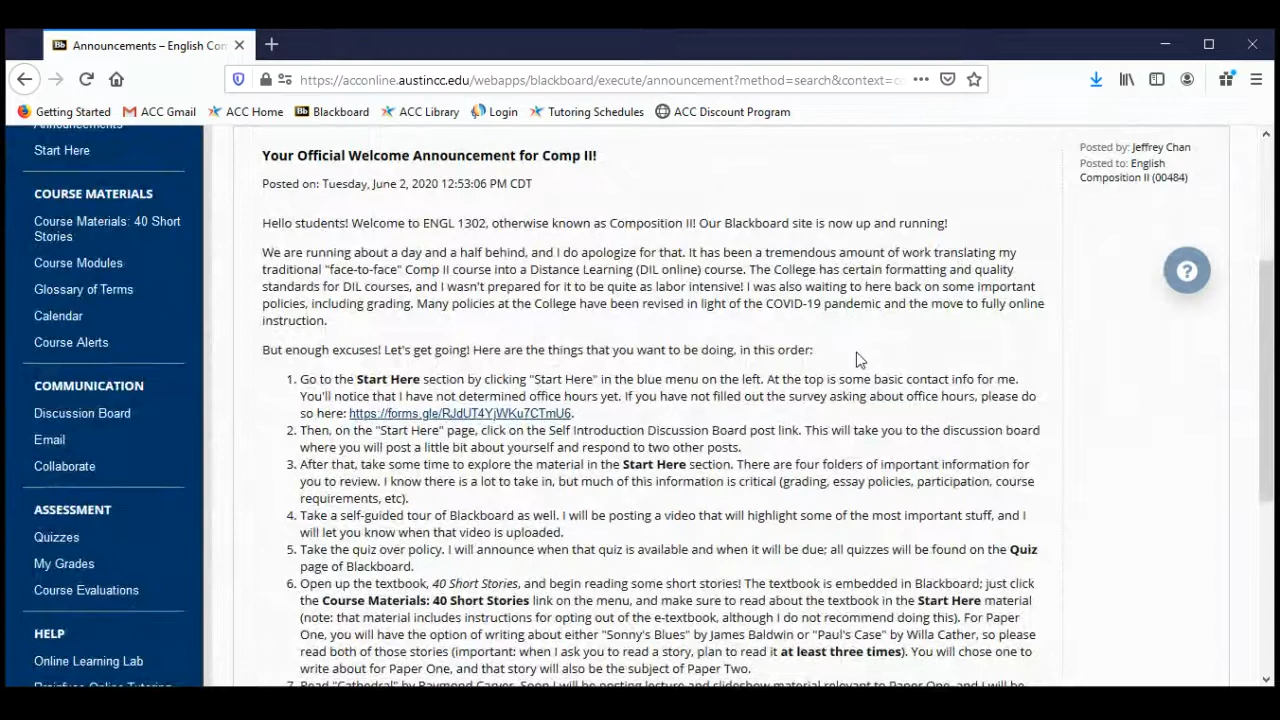 Bb Announcements – English Con
https://acconline.austincc.edu/webapps/blackboard/execute/announcement?method=search&context=c
Getting Started ACC Gmail ACC Home Bb Blackboard ACC Library Login Tutoring Schedules ACC Discount Program
Announcements
Start Here
COURSE MATERIALS
Course Materials: 40 Short
Stories
Course Modules
Glossary of Terms
Calendar
Course Alerts
COMMUNICATION
Discussion Board
Email
Collaborate
ASSESSMENT
Quizzes
My Grades
Course Evaluations
HELP
Online Learning Lab
Brainfuse Online Tutoring
Your Official Welcome Announcement for Comp II!
Posted on: Tuesday, June 2, 2020 12:53:06 PM CDT
Hello students! Welcome to ENGL 1302, otherwise known as Composition II! Our Blackboard site is now up and running!
We are running about a day and a half behind, and I do apologize for that. It has been a tremendous amount of work translating my
traditional "face-to-face" Comp II course into a Distance Learning (DIL online) course. The College has certain formatting and quality
standards for DIL courses, and I wasn't prepared for it to be quite as labor intensive! I was also waiting to here back on some important
policies, including grading. Many policies at the College have been revised in light of the COVID-19 pandemic and the move to fully online
instruction.
But enough excuses! Let's get going! Here are the things that you want to be doing, in this order:
1. Go to the Start Here section by clicking "Start Here" in the blue menu on the left. At the top is some basic contact info for me.
You'll notice that I have not determined office hours yet. If you have not filled out the survey asking about office hours, please do
so here: https://forms.gle/RJdUT4YjWKu7CTmU6.
2. Then, on the "Start Here" page, click on the Self Introduction Discussion Board post link. This will take you to the discussion board
where you will post a little bit about yourself and respond to two other posts.
3. After that, take some time to explore the material in the Start Here section. There are four folders of important information for
you to review. I know there is a lot to take in, but much of this information is critical (grading, essay policies, participation, course
requirements, etc).
4. Take a self-guided tour of Blackboard as well. I will be posting a video that will highlight some of the most important stuff, and I
will let you know when that video is uploaded.
5. Take the quiz over policy. I will announce when that quiz is available and when it will be due; all quizzes will be found on the Quiz
page of Blackboard.
6. Open up the textbook, 40 Short Stories, and begin reading some short stories! The textbook is embedded in Blackboard: just click
the Course Materials: 40 Short Stories link on the menu, and make sure to read about the textbook in the Start Here material
(note: that material includes instructions for opting out of the e-textbook, although I do not recommend doing this). For Paper
One, you will have the option of writing about either "Sonny's Blues" by James Baldwin or "Paul's Case" by Willa Cather, so please
read both of those stories (important: when I ask you to read a story, plan to read it at least three times). You will chose one to
write about for Paper One, and that story will also be the subject of Paper Two.
7. Read "Cathedral" by Raymond Carver. Soon I will be posting lecture and slideshow material relevant to Paper One, and I will be
Posted by: Jeffrey Chan
Posted to: English
Composition II (00484)
?